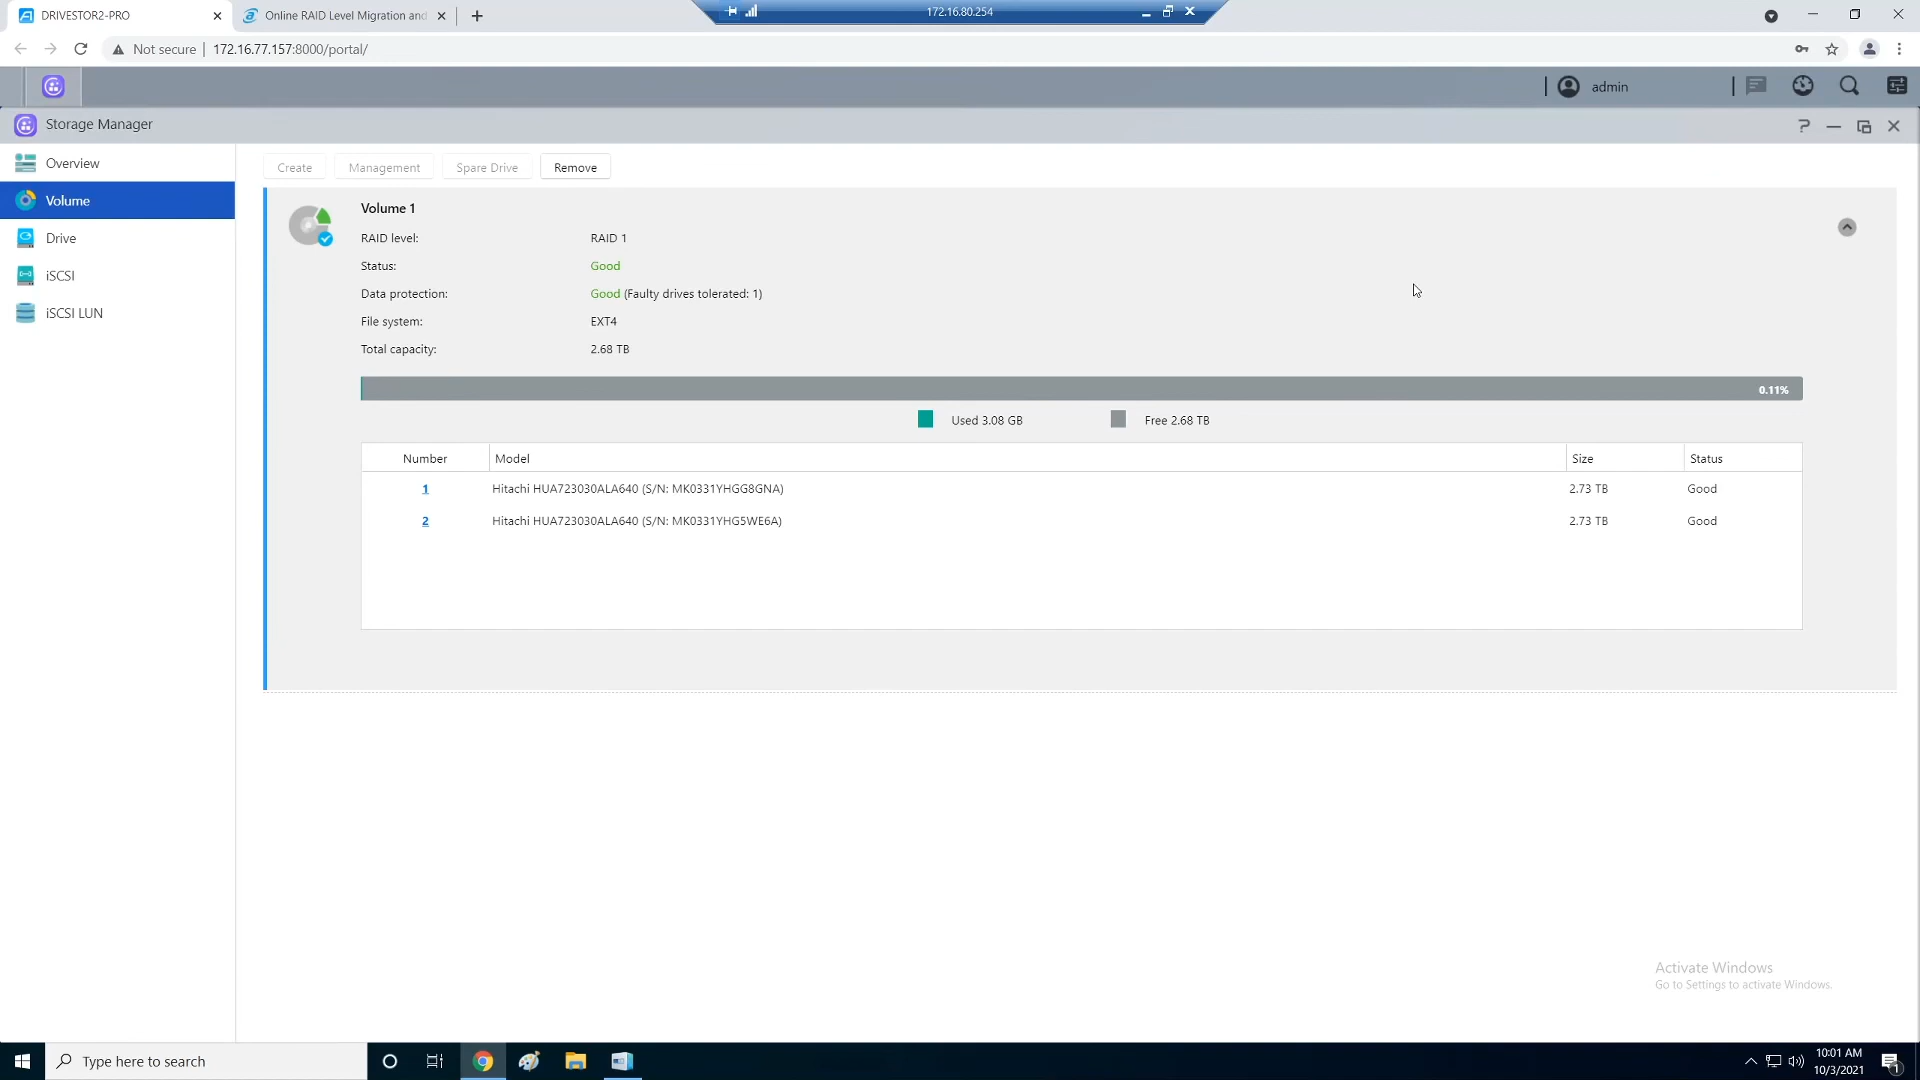 DRIVESTOR2-PRO
Online RAID Level Migration and
172.16.80.254
Not secure
172.16.77.157:8000/portal/
admin
Storage Manager
Overview
Volume
Drive
iSCSI
iSCSI LUN
Create
Management
Spare Drive
Remove
Volume 1
RAID level: RAID 1
Status: Good
Data protection: Good (Faulty drives tolerated: 1)
File system: EXT4
Total capacity: 2.68 TB
0.11%
Used 3.08 GB Free 2.68 TB
Number Model Size Status
1 Hitachi HUA723030ALA640 (S/N: MK0331YHGG8GNA) 2.73 TB Good
2 Hitachi HUA723030ALA640 (S/N: MK0331YHG5WE6A) 2.73 TB Good
Activate Windows
Go to Settings to activate Windows.
Type here to search
10:01 AM
10/3/2021
1